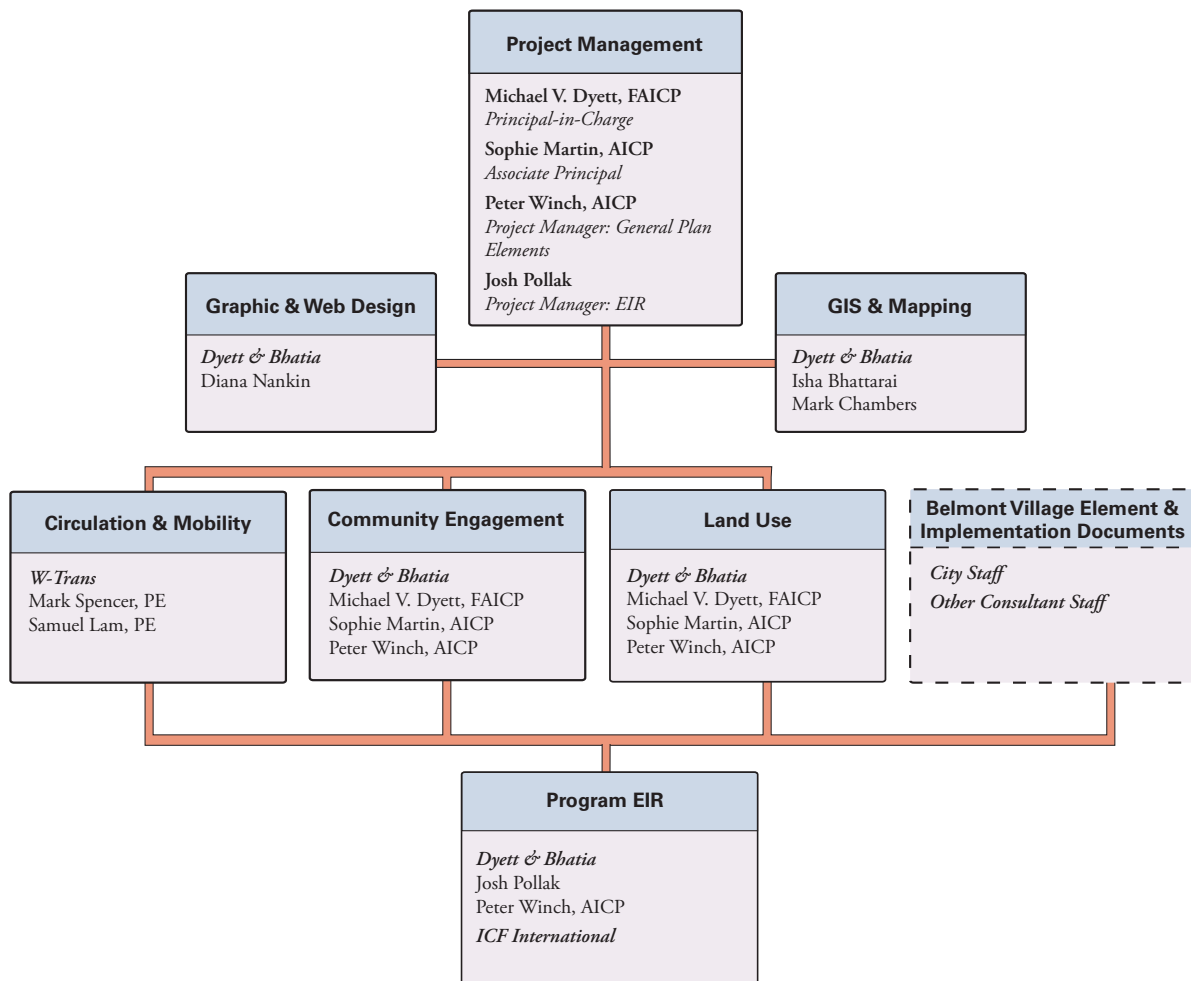 Project Management
Michael V. Dyett, FAICP
Principal-in-Charge
Sophie Martin, AICP
Associate Principal
Peter Winch, AICP
Project Manager: General Plan
Elements
Josh Pollak
Project Manager: EIR
Graphic & Web Design
Dyett & Bhatia
Diana Nankin
GIS & Mapping
Dyett & Bhatia
Isha Bhattarai
Mark Chambers
Circulation & Mobility
W-Trans
Mark Spencer, PE
Samuel Lam, PE
Community Engagement
Dyett & Bhatia
Michael V. Dyett, FAICP
Sophie Martin, AICP
Peter Winch, AICP
Land Use
Dyett & Bhatia
Michael V. Dyett, FAICP
Sophie Martin, AICP
Peter Winch, AICP
Belmont Village Element &
Implementation Documents
City Staff
Other Consultant Staff
Program EIR
Dyett & Bhatia
Josh Pollak
Peter Winch, AICP
ICF International